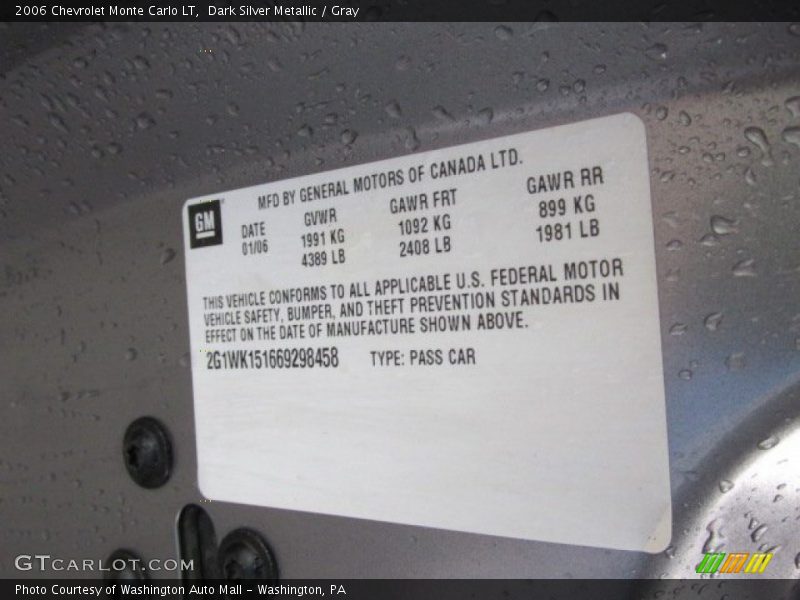 2006 Chevrolet Monte Carlo LT, Dark Silver Metallic / Gray
MFD BY GENERAL MOTORS OF CANADA LTD.
GM
DATE GVWR GAWR FRT GAWR RR
01/06 1991 KG 1092 KG 899 KG
4389 LB 2408 LB 1981 LB
THIS VEHICLE CONFORMS TO ALL APPLICABLE U.S. FEDERAL MOTOR
VEHICLE SAFETY, BUMPER, AND THEFT PREVENTION STANDARDS IN
EFFECT ON THE DATE OF MANUFACTURE SHOWN ABOVE.
2G1WK151669298458 TYPE: PASS CAR
GTCARLOT.COM
Photo Courtesy of Washington Auto Mall - Washington, PA